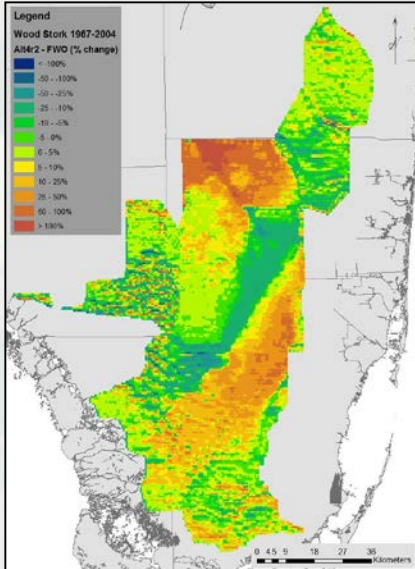 Legend
Wood Stork 1967-2004
Alt4r2 - FWO (% change)
< -100%
-50 - -100%
-50 - -25%
-25 - -10%
-10 - -5%
-5 - 0%
0 - 5%
5 - 10%
10 - 25%
25 - 50%
50 - 100%
> 100%
0 4.5 9 18 27 36
Kilometers